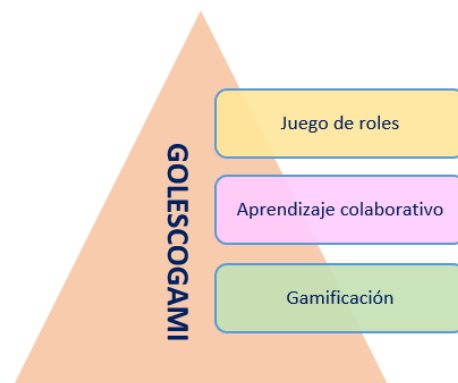 GOLESCOGAMI
Juego de roles
Aprendizaje colaborativo
Gamificación